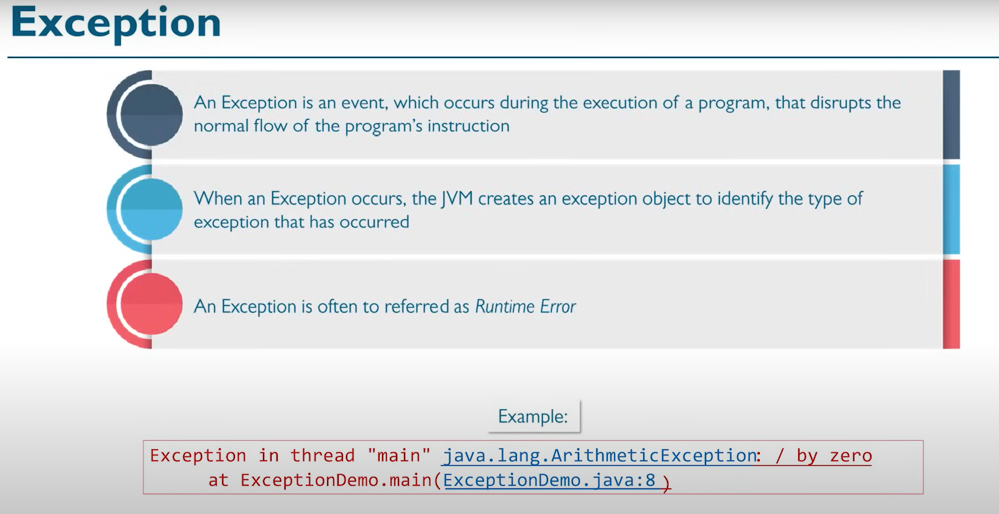 Exception
An Exception is an event, which occurs during the execution of a program, that disrupts the
normal flow of the program's instruction
When an Exception occurs, the JVM creates an exception object to identify the type of
exception that has occurred
An Exception is often to referred as Runtime Error
Example:
Exception in thread "main" java.lang.ArithmeticException: / by zero
at ExceptionDemo.main(ExceptionDemo.java:8 )